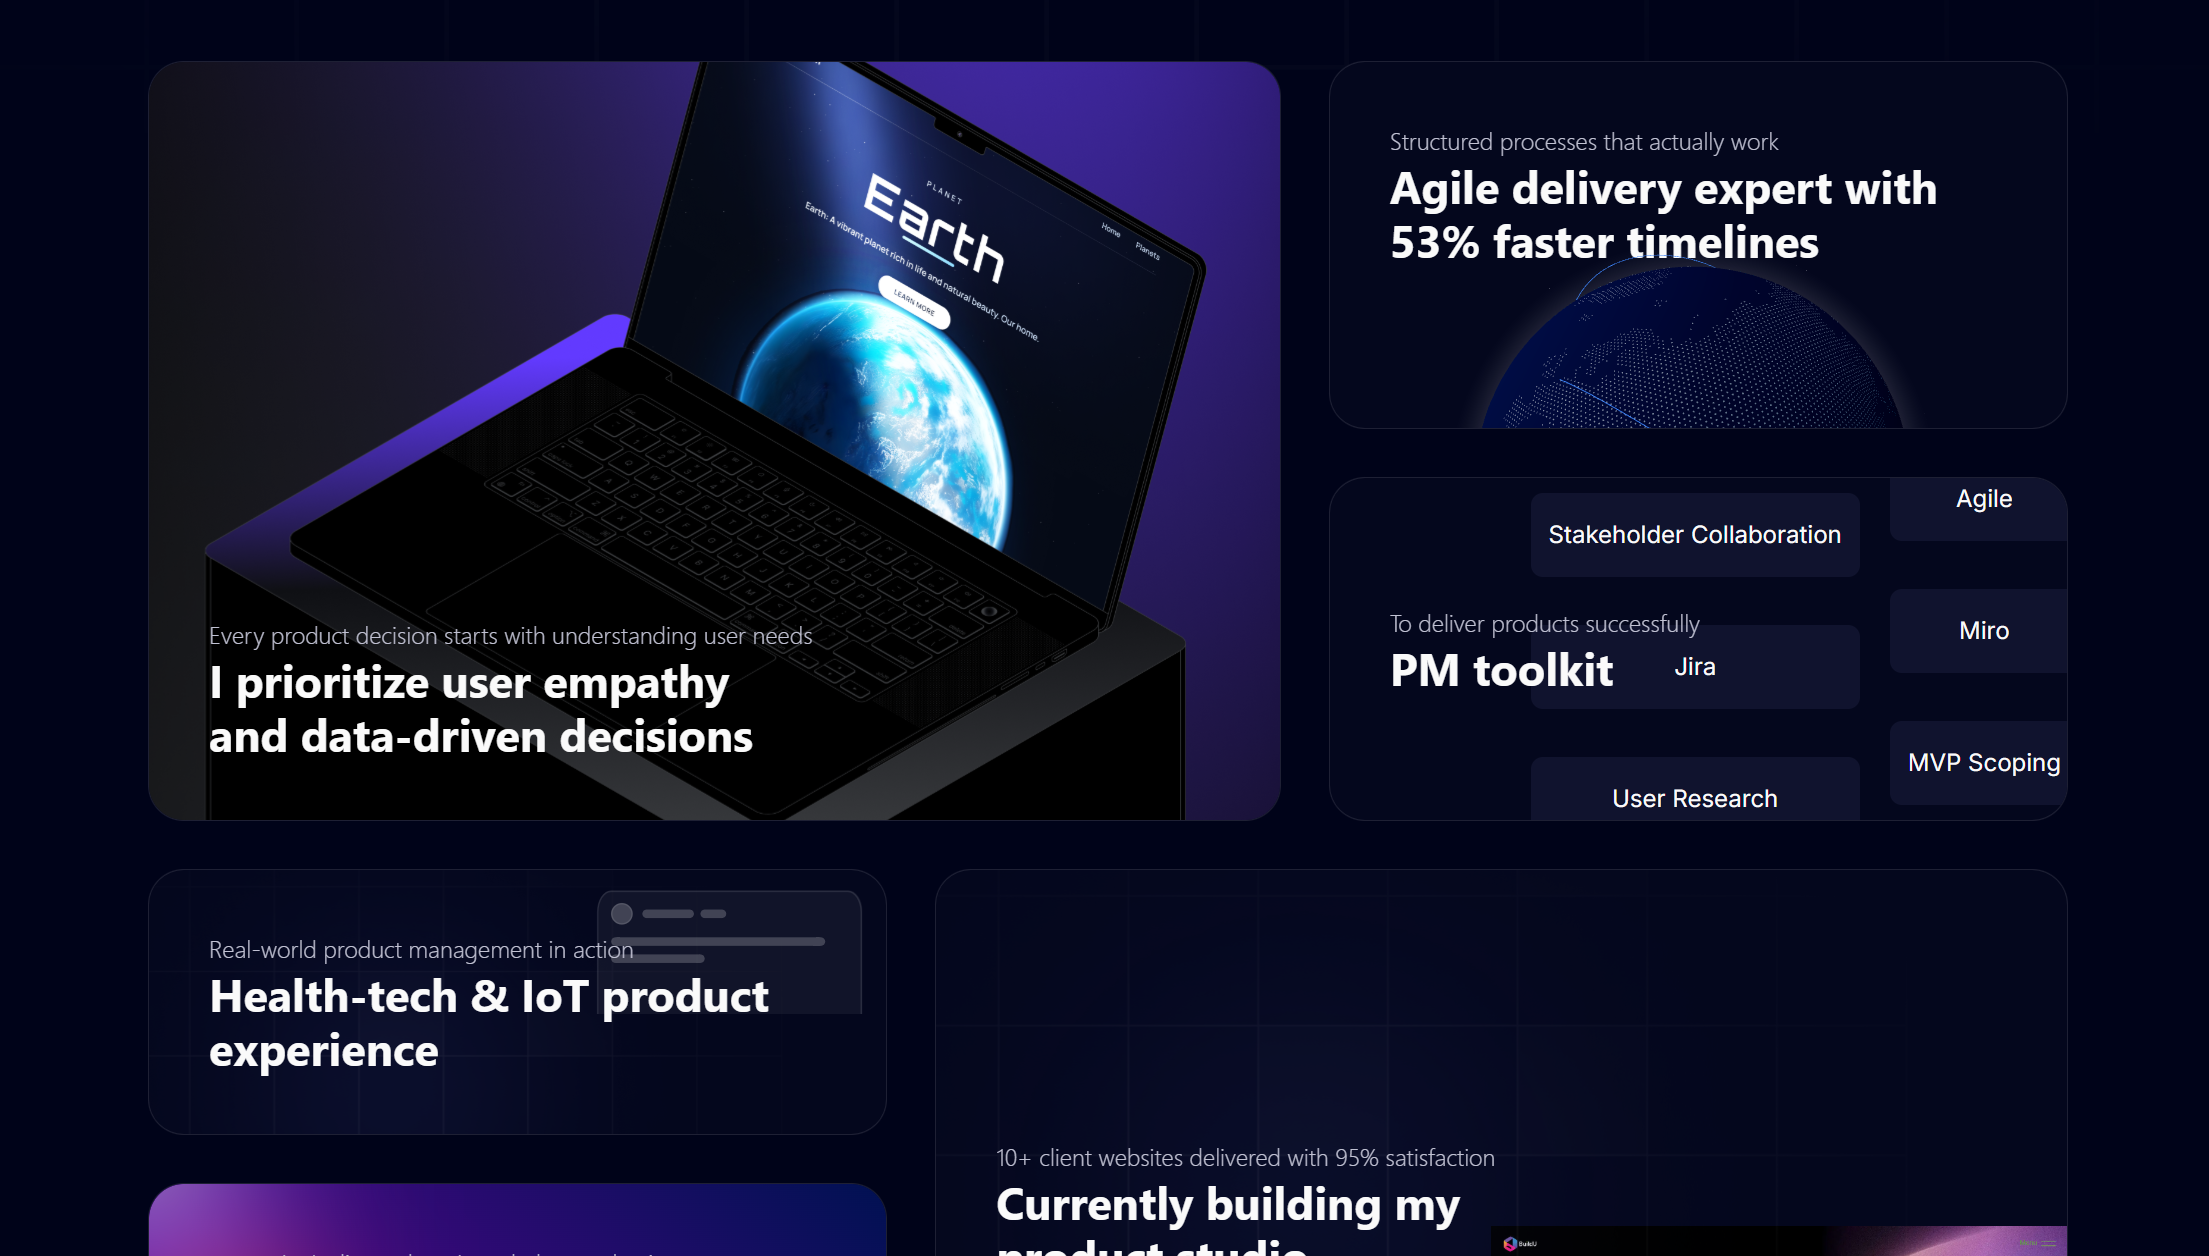 PLANET
Earth
Earth: A vibrant planet rich in life and natural beauty. Our home.
LEARN MORE
Home
Planets
Every product decision starts with understanding user needs
I prioritize user empathy
and data-driven decisions
Structured processes that actually work
Agile delivery expert with
53% faster timelines
Stakeholder Collaboration
Agile
To deliver products successfully
PM toolkit
Jira
Miro
MVP Scoping
User Research
Real-world product management in action
Health-tech & IoT product
experience
10+ client websites delivered with 95% satisfaction
Currently building my
product studio
BuildU